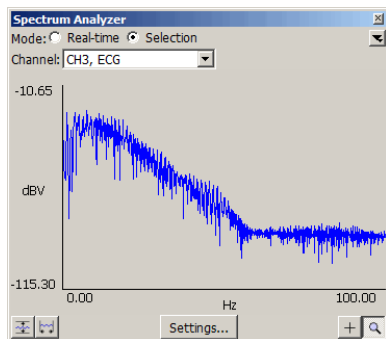 Spectrum Analyzer
Mode: Real-time Selection
Channel: CH3, ECG
-10.65
dBV
-115.30
0.00 Hz 100.00
Settings...